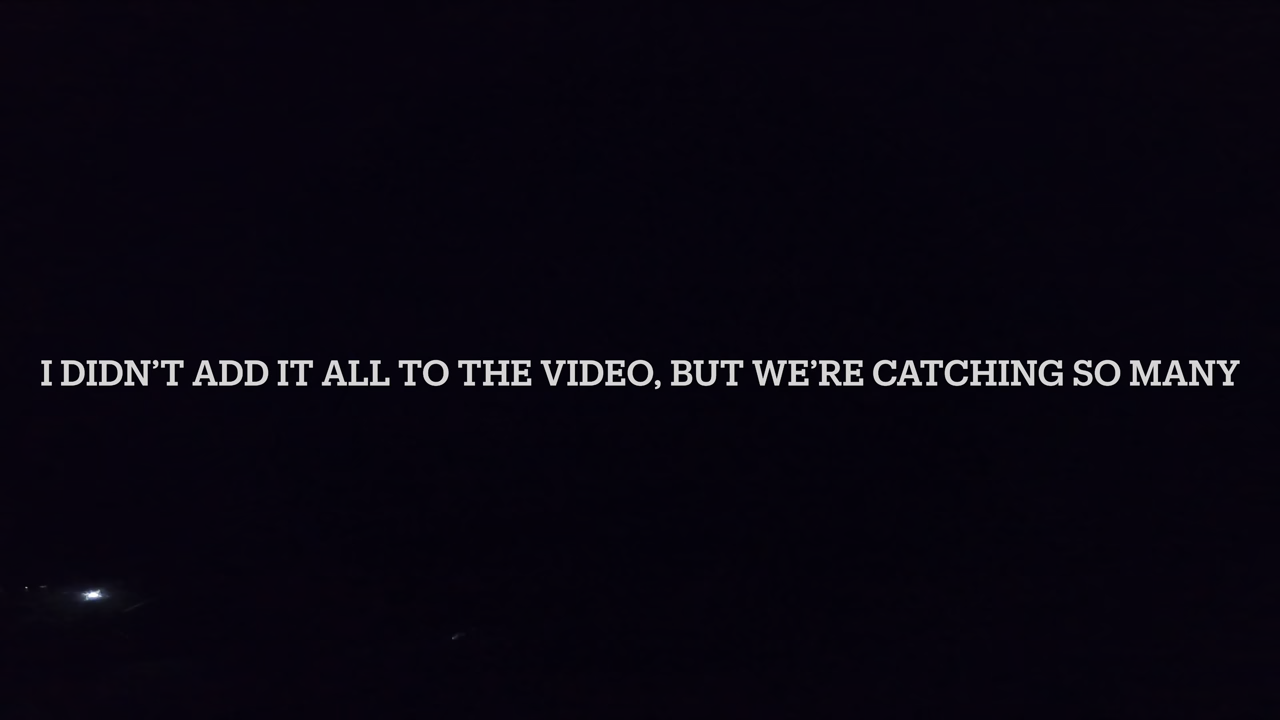 I DIDN’T ADD IT ALL TO THE VIDEO, BUT WE’RE CATCHING SO MANY